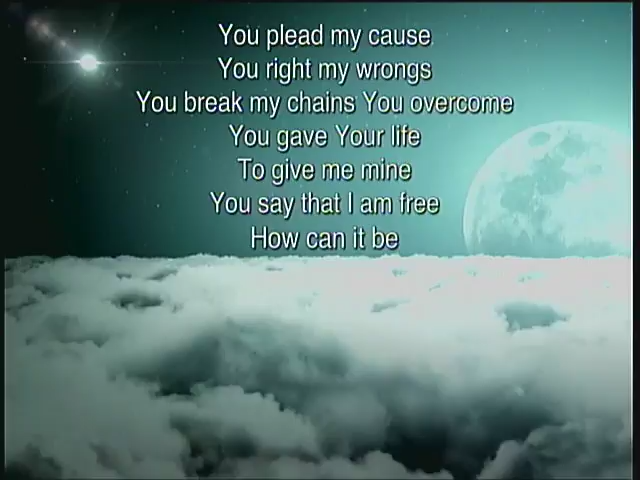 You plead my cause
You right my wrongs
You break my chains You overcome
You gave Your life
To give me mine
You say that I am free
How can it be